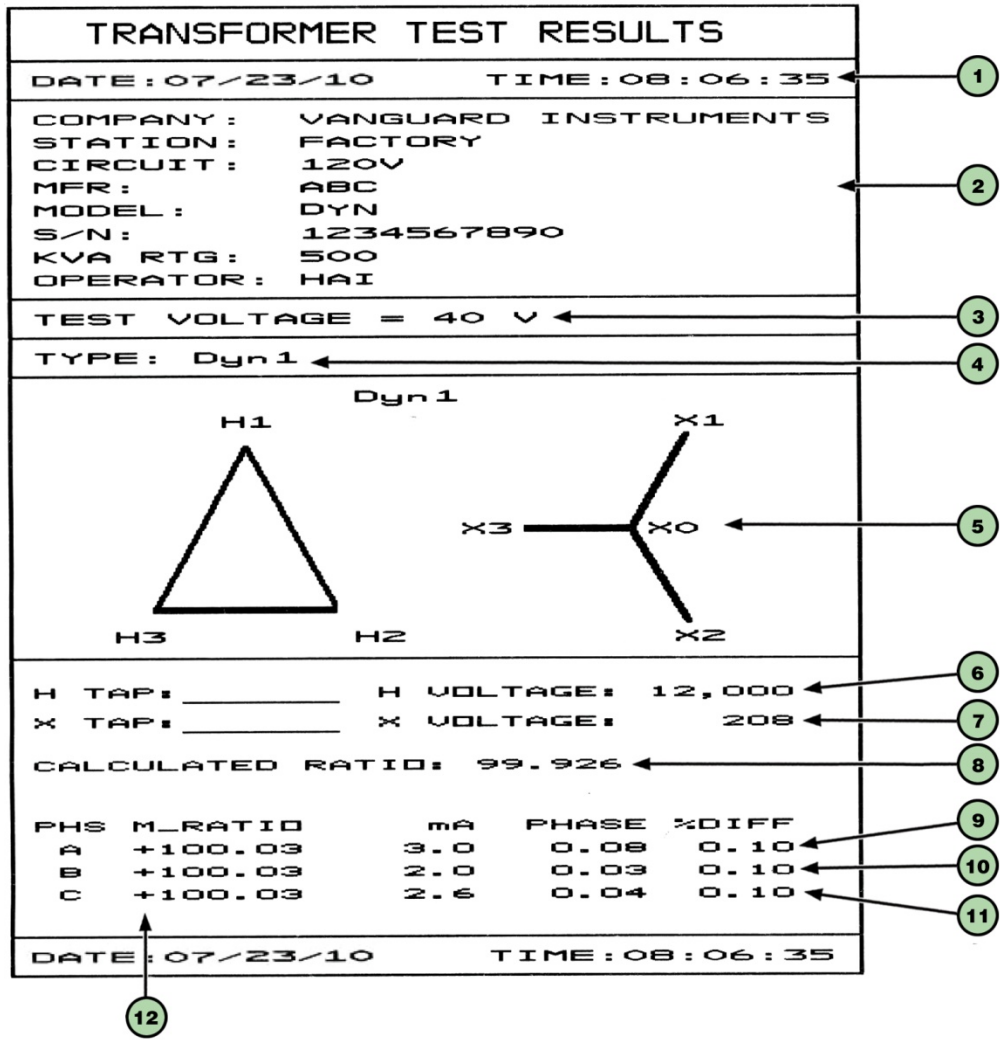 TRANSFORMER TEST RESULTS
DATE:07/23/10 TIME:08:06:35
1
COMPANY: VANGUARD INSTRUMENTS
STATION: FACTORY
CIRCUIT: 120V
MFR: ABC
2
MODEL: DYN
S/N: 1234567890
KVA RTG: 500
OPERATOR: HAI
TEST VOLTAGE = 40 V
3
TYPE: Dyn1
4
Dyn1
H1
X1
X3
X0
5
H3
H2
X2
H TAP: H VOLTAGE: 12,000
6
X TAP: X VOLTAGE: 208
7
CALCULATED RATIO: 99.926
8
PHS M_RATIO mA PHASE %DIFF
9
A +100.03 3.0 0.08 0.10
B +100.03 2.0 0.03 0.10
10
C +100.03 2.6 0.04 0.10
11
DATE:07/23/10 TIME:08:06:35
12